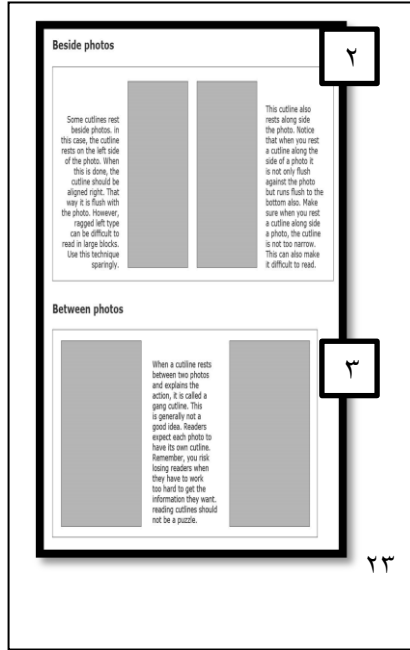 Beside photos
٢
Some cutlines rest
beside photos. In
this case, the cutline
rests on the left side
of the photo. When
this is done, the
cutline should be
aligned right. That
way it is flush with
the photo. However,
ragged left type
can be difficult to
read in large blocks.
Use this technique
sparingly.
This cutline also
rests along side
the photo. Notice
that when you rest
a cutline along the
side of a photo it
is not only flush
against the photo
but runs flush to the
bottom also. Make
sure when you rest
a cutline along side
a photo, the cutline
is not too narrow.
This can also make
it difficult to read.
Between photos
٣
When a cutline rests
between two photos
and explains the
action, it is called a
gang cutline. This
is generally not a
good idea. Readers
expect each photo to
have its own cutline.
Remember, you risk
losing readers when
they have to work
too hard to get the
information they want.
reading cutlines should
not be a puzzle.
٢٣